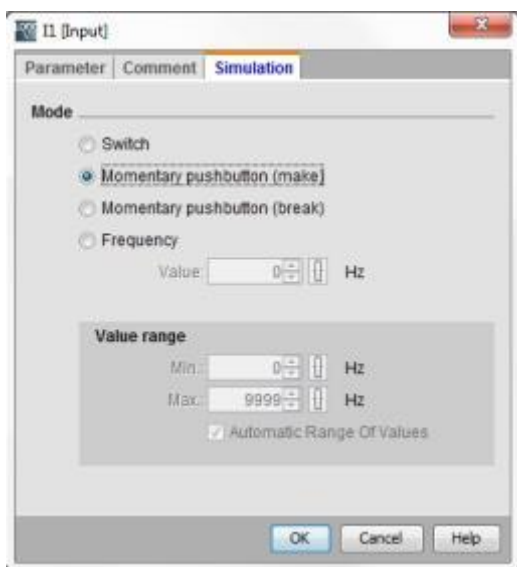 I1 [Input]
Parameter Comment Simulation
Mode
Switch
Momentary pushbutton (make)
Momentary pushbutton (break)
Frequency
Value: 0 Hz
Value range
Min.: 0 Hz
Max.: 9999 Hz
Automatic Range Of Values
OK Cancel Help